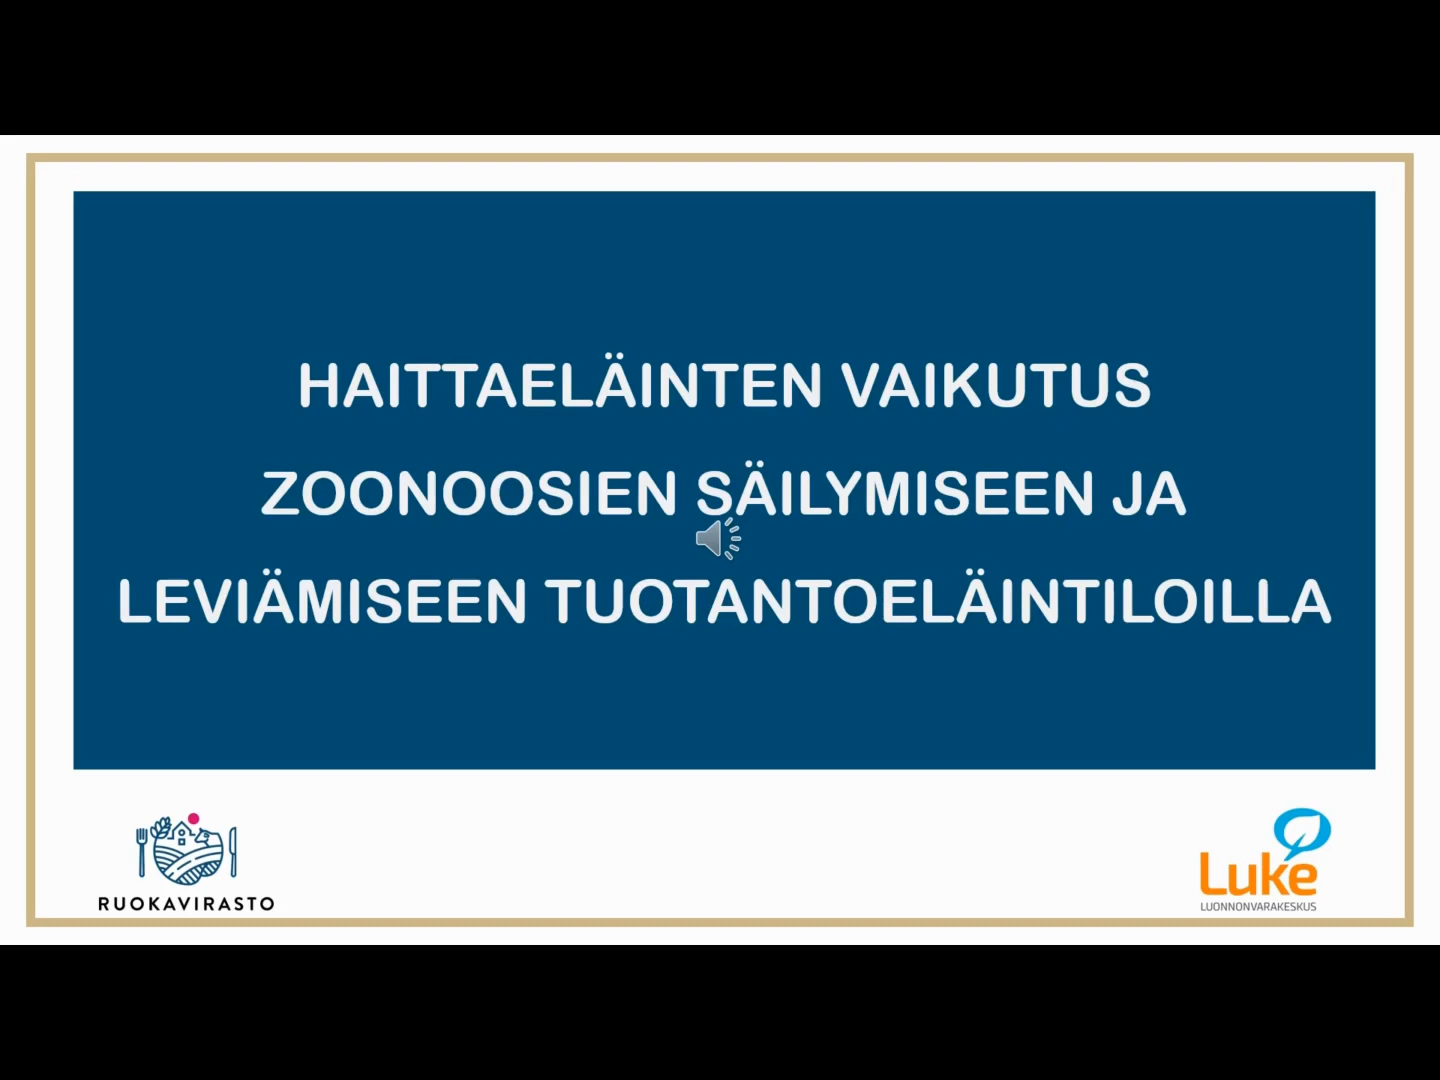 HAITTAELÄINTEN VAIKUTUS
ZOONOOSIEN SÄILYMISEEN JA
LEVIÄMISEEN TUOTANTOELÄINTILOILLA
RUOKAVIRASTO
Luke
LUONNONVARAKESKUS